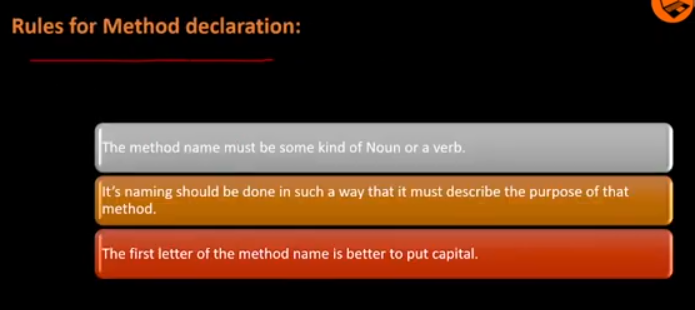 Rules for Method declaration:
The method name must be some kind of Noun or a verb.
It's naming should be done in such a way that it must describe the purpose of that
method.
The first letter of the method name is better to put capital.